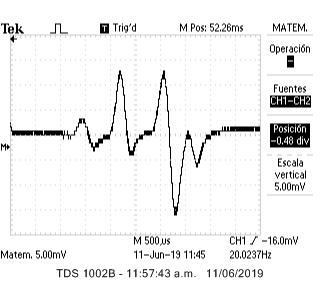 Tek T Trig'd M Pos: 52.26ms MATEM.
Operación
–
Fuentes
CH1–CH2
Posición
–0.48 div
Escala
vertical
5.00mV
M
Matem. 5.00mV M 500µs CH1 / –16.0mV
11–Jun–19 11:45 20.0237Hz
TDS 1002B - 11:57:43 a.m. 11/06/2019